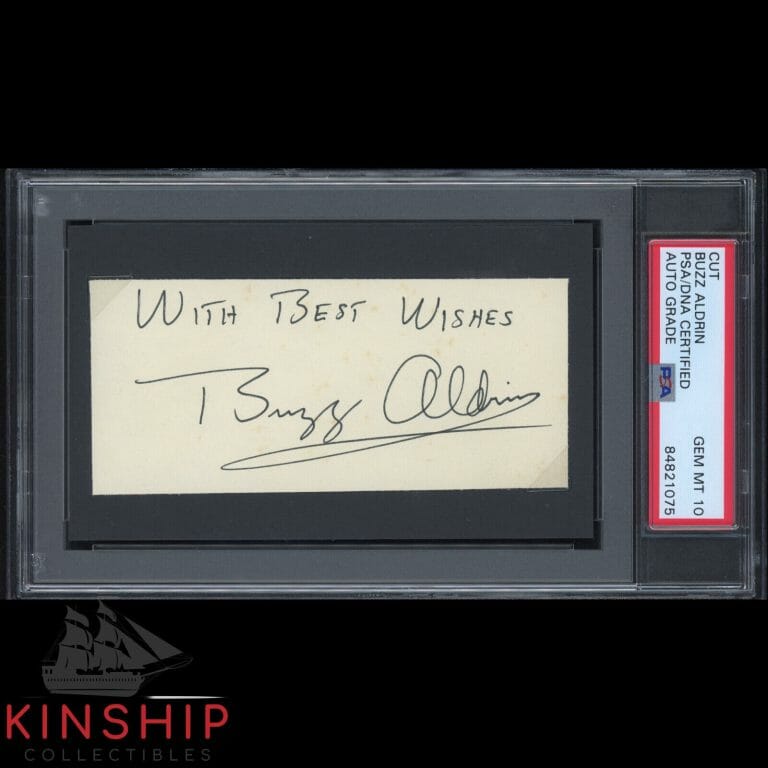 WITH BEST WISHES
Buzz Aldrin
CUT
BUZZ ALDRIN
PSA/DNA CERTIFIED
AUTO GRADE
PSA
GEM MT 10
84821075
KINSHIP
COLLECTIBLES